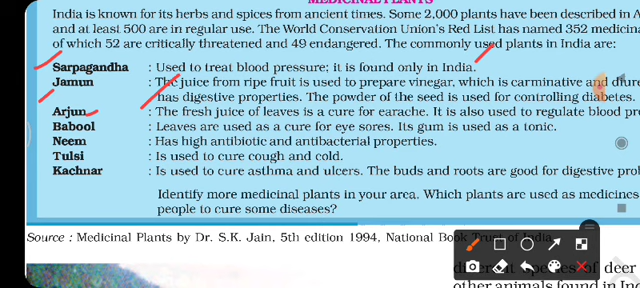 MEDICINAL PLANTS
India is known for its herbs and spices from ancient times. Some 2,000 plants have been described in A
and at least 500 are in regular use. The World Conservation Union's Red List has named 352 medicina
of which 52 are critically threatened and 49 endangered. The commonly used plants in India are:
Sarpagandha : Used to treat blood pressure; it is found only in India.
Jamun : The juice from ripe fruit is used to prepare vinegar, which is carminative and diure
has digestive properties. The powder of the seed is used for controlling diabetes.
Arjun : The fresh juice of leaves is a cure for earache. It is also used to regulate blood pre
Babool : Leaves are used as a cure for eye sores. Its gum is used as a tonic.
Neem : Has high antibiotic and antibacterial properties.
Tulsi : Is used to cure cough and cold.
Kachnar : Is used to cure asthma and ulcers. The buds and roots are good for digestive pro
Identify more medicinal plants in your area. Which plants are used as medicines
people to cure some diseases?
Source : Medicinal Plants by Dr. S.K. Jain, 5th edition 1994, National Book Trust of India
of deer
other animals found in Ind